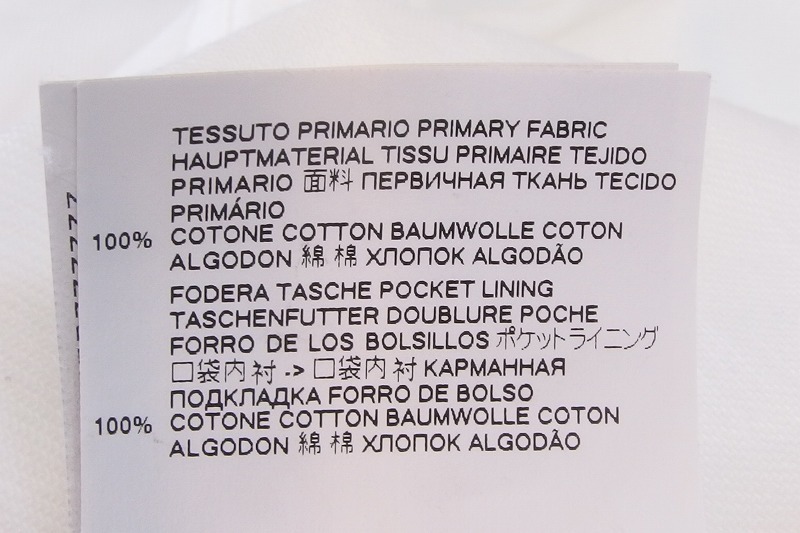 TESSUTO PRIMARIO PRIMARY FABRIC
HAUPTMATERIAL TISSU PRIMAIRE TEJIDO
PRIMARIO 面料 ПЕРВИЧНАЯ ТКАНЬ TECIDO
PRIMÁRIO
100% COTONE COTTON BAUMWOLLE COTON
ALGODON 綿 棉 ХЛОПОК ALGODÃO
FODERA TASCHE POCKET LINING
TASCHENFUTTER DOUBLURE POCHE
FORRO DE LOS BOLSILLOS ポケットライニング
口袋内衬 -> 口袋内衬 КАРМАННАЯ
ПОДКЛАДКА FORRO DE BOLSO
100% COTONE COTTON BAUMWOLLE COTON
ALGODON 綿 棉 ХЛОПОК ALGODÃO